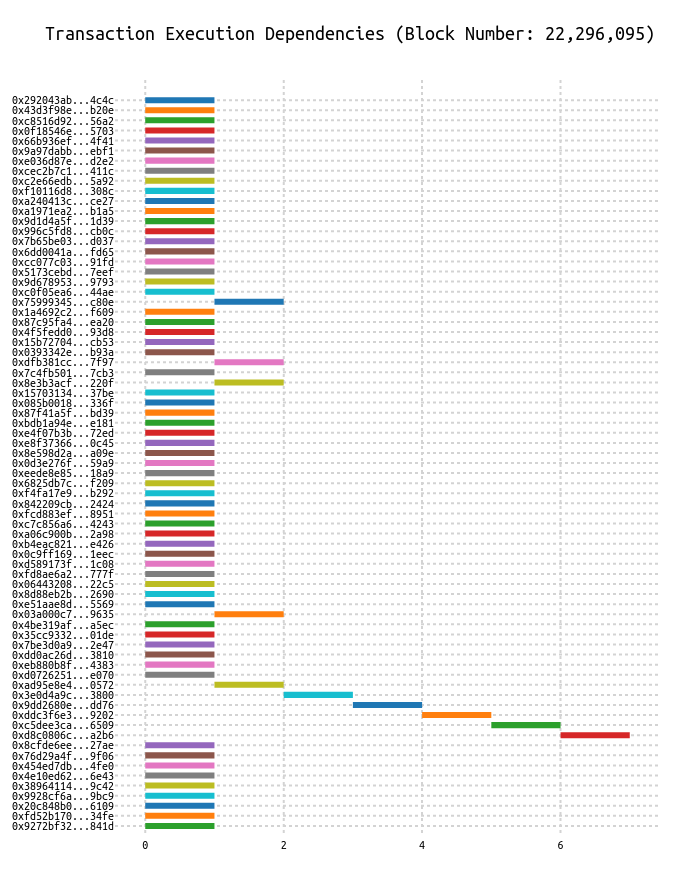 Transaction Execution Dependencies (Block Number: 22,296,095)
0x292043ab...4c4c
0x43d3f98e...b20e
0xc8516d92...56a2
0x0f18546e...5703
0x66b936ef...4f41
0x9a97dabb...ebf1
0xe036d87e...d2e2
0xcec2b7c1...411c
0xc2e66edb...5a92
0xf10116d8...308c
0xa240413c...ce27
0xa1971ea2...b1a5
0x9d1d4a5f...1d39
0x996c5fd8...cb0c
0x7b65be03...d037
0x6dd0041a...fd65
0xcc077c03...91fd
0x5173cebd...7eef
0x9d678953...9793
0xc0f05ea6...44ae
0x75999345...c80e
0x1a4692c2...f609
0x87c95fa4...ea20
0x4f5fedd0...93d8
0x15b72704...cb53
0x0393342e...b93a
0xdfb381cc...7f97
0x7c4fb501...7cb3
0x8e3b3acf...220f
0x15703134...37be
0x085b0018...336f
0x87f41a5f...bd39
0xbdb1a94e...e181
0xe4f07b3b...72ed
0xe8f37366...0c45
0x8e598d2a...a09e
0x0d3e276f...59a9
0xeede8e85...18a9
0x6825db7c...f209
0xf4fa17e9...b292
0x842209cb...2424
0xfcd883ef...8951
0xc7c856a6...4243
0xa06c900b...2a98
0xb4eac821...e426
0x0c9ff169...1eec
0xd589173f...1c08
0xfd8ae6a2...777f
0x06443208...22c5
0x8d88eb2b...2690
0xe51aae8d...5569
0x03a000c7...9635
0x4be319af...a5ec
0x35cc9332...01de
0x7be3d0a9...2e47
0xdd0ac26d...3810
0xeb880b8f...4383
0xd0726251...e070
0xad95e8e4...0572
0x3e0d4a9c...3800
0x9dd2680e...dd76
0xddc3f6e3...9202
0xc5dee3ca...6509
0xd8c0806c...a2b6
0x8cfde6ee...27ae
0x76d29a4f...9f06
0x454ed7db...4fe0
0x4e10ed62...6e43
0x38964114...9c42
0x9928cf6a...9bc9
0x20c848b0...6109
0xfd52b170...34fe
0x9272bf32...841d
0 2 4 6